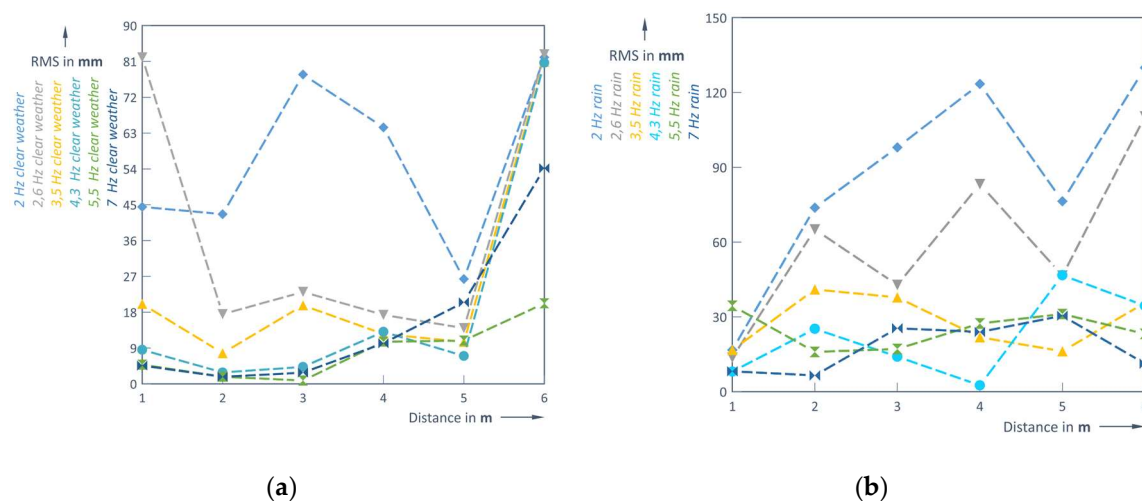 90
81
72
63
54
45
36
27
18
9
0
RMS in mm
2 Hz clear weather
2,6 Hz clear weather
3,5 Hz clear weather
4,3 Hz clear weather
5,5 Hz clear weather
7 Hz clear weather
1 2 3 4 5 6
Distance in m
(a)
150
120
90
60
30
0
RMS in mm
2 Hz rain
2,6 Hz rain
3,5 Hz rain
4,3 Hz rain
5,5 Hz rain
7 Hz rain
1 2 3 4 5
Distance in m
(b)